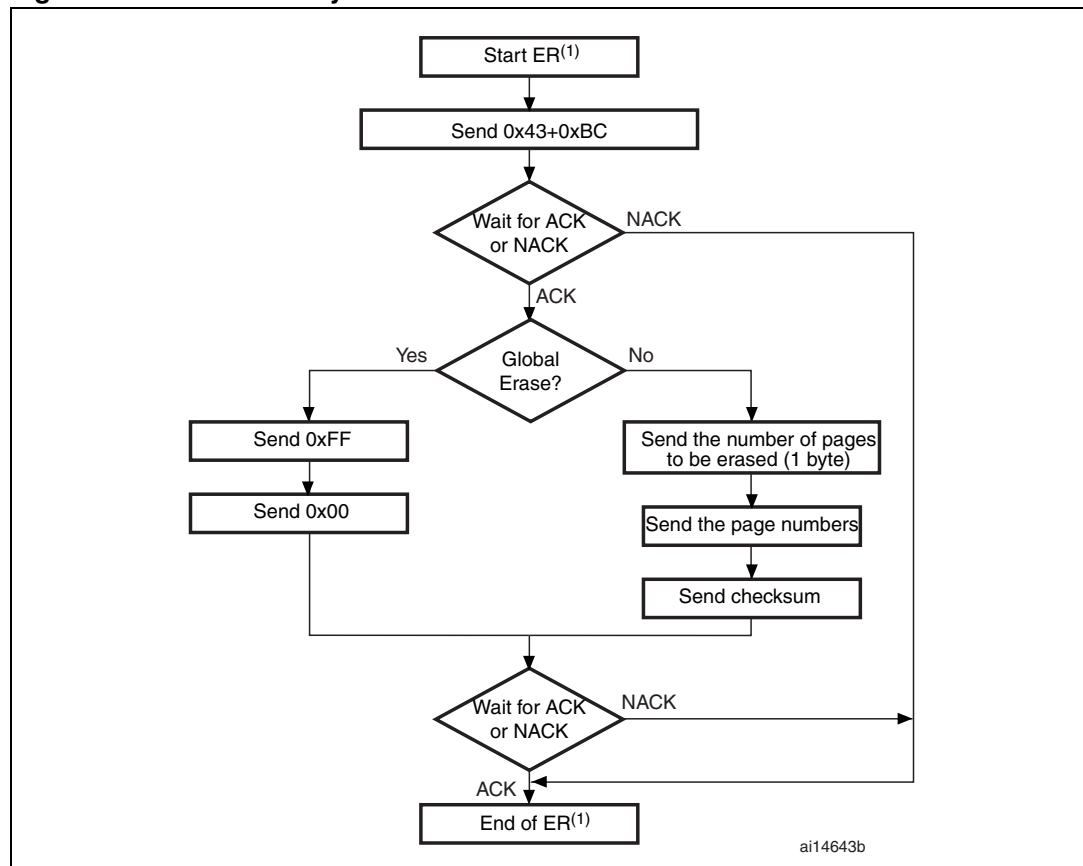 Start ER(1)
Send 0x43+0xBC
Wait for ACK
or NACK
NACK
ACK
Global
Erase?
Yes
No
Send 0xFF
Send 0x00
Send the number of pages
to be erased (1 byte)
Send the page numbers
Send checksum
Wait for ACK
or NACK
NACK
ACK
End of ER(1)
ai14643b